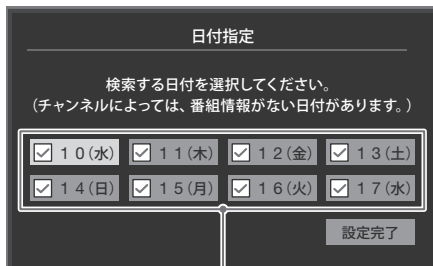 日付指定
検索する日付を選択してください。
(チャンネルによっては、番組情報がない日付があります。)
10(水) 11(木) 12(金) 13(土)
14(日) 15(月) 16(火) 17(水)
設定完了